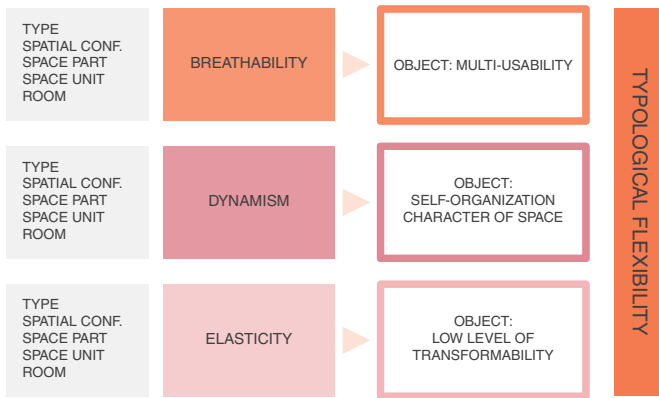 TYPE
SPATIAL CONF.
SPACE PART
SPACE UNIT
ROOM
BREATHABILITY
OBJECT: MULTI-USABILITY
TYPE
SPATIAL CONF.
SPACE PART
SPACE UNIT
ROOM
DYNAMISM
OBJECT:
SELF-ORGANIZATION
CHARACTER OF SPACE
TYPE
SPATIAL CONF.
SPACE PART
SPACE UNIT
ROOM
ELASTICITY
OBJECT:
LOW LEVEL OF
TRANSFORMABILITY
TYPOLOGICAL FLEXIBILITY